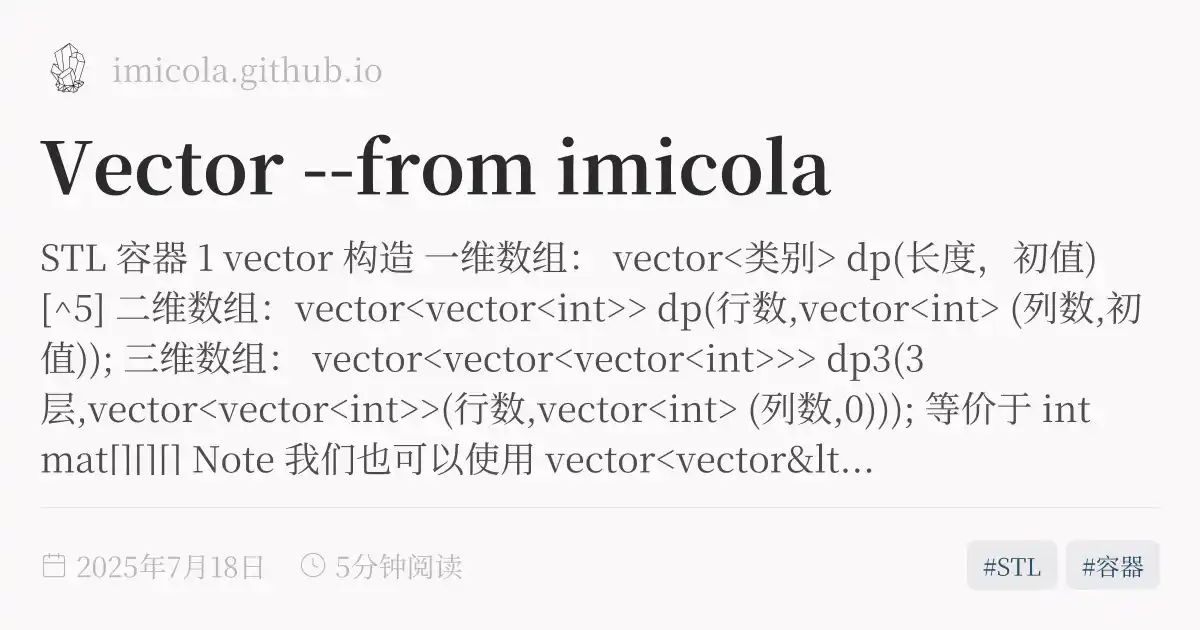 imicola.github.io
Vector --from imicola
STL 容器 1 vector 构造 一维数组： vector<类别> dp(长度，初值)
[^5] 二维数组：vector<vector<int>> dp(行数,vector<int> (列数,初
值)); 三维数组： vector<vector<vector<int>>> dp3(3
层,vector<vector<int>>(行数,vector<int> (列数,0))); 等价于 int
mat[][][] Note 我们也可以使用 vector<vector&lt...
2025年7月18日 5分钟阅读 #STL #容器